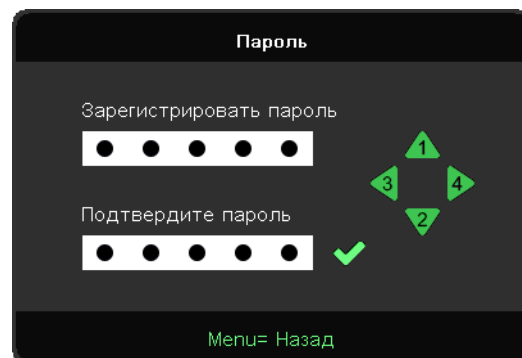 Пароль
Зарегистрировать пароль
1
3 4
Подтвердите пароль
2
Menu= Назад